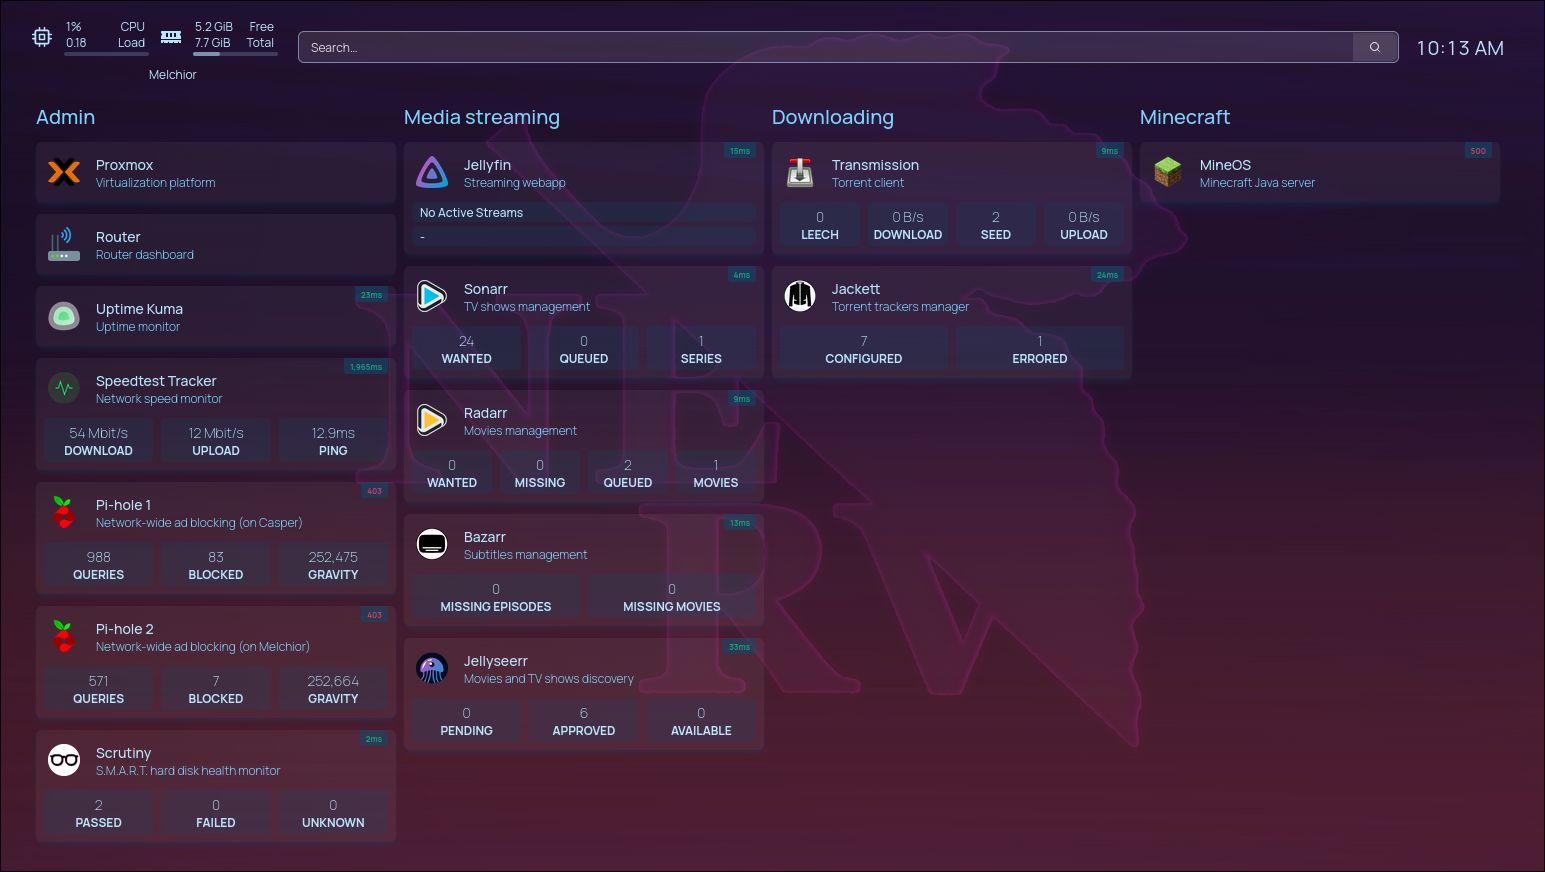 1% CPU
0.18 Load
5.2 GiB Free
7.7 GiB Total
Melchior
Search...
10:13 AM
Admin
Proxmox
Virtualization platform
Router
Router dashboard
23ms
Uptime Kuma
Uptime monitor
1,965ms
Speedtest Tracker
Network speed monitor
54 Mbit/s 12 Mbit/s 12.9ms
DOWNLOAD UPLOAD PING
403
Pi-hole 1
Network-wide ad blocking (on Casper)
988 83 252,475
QUERIES BLOCKED GRAVITY
403
Pi-hole 2
Network-wide ad blocking (on Melchior)
571 7 252,664
QUERIES BLOCKED GRAVITY
2ms
Scrutiny
S.M.A.R.T. hard disk health monitor
2 0 0
PASSED FAILED UNKNOWN
Media streaming
15ms
Jellyfin
Streaming webapp
No Active Streams
-
4ms
Sonarr
TV shows management
24 0 1
WANTED QUEUED SERIES
9ms
Radarr
Movies management
0 0 2 1
WANTED MISSING QUEUED MOVIES
13ms
Bazarr
Subtitles management
0 0
MISSING EPISODES MISSING MOVIES
33ms
Jellyseerr
Movies and TV shows discovery
0 6 0
PENDING APPROVED AVAILABLE
Downloading
9ms
Transmission
Torrent client
0 0 B/s 2 0 B/s
LEECH DOWNLOAD SEED UPLOAD
24ms
Jackett
Torrent trackers manager
7 1
CONFIGURED ERRORED
Minecraft
500
MineOS
Minecraft Java server
NERV